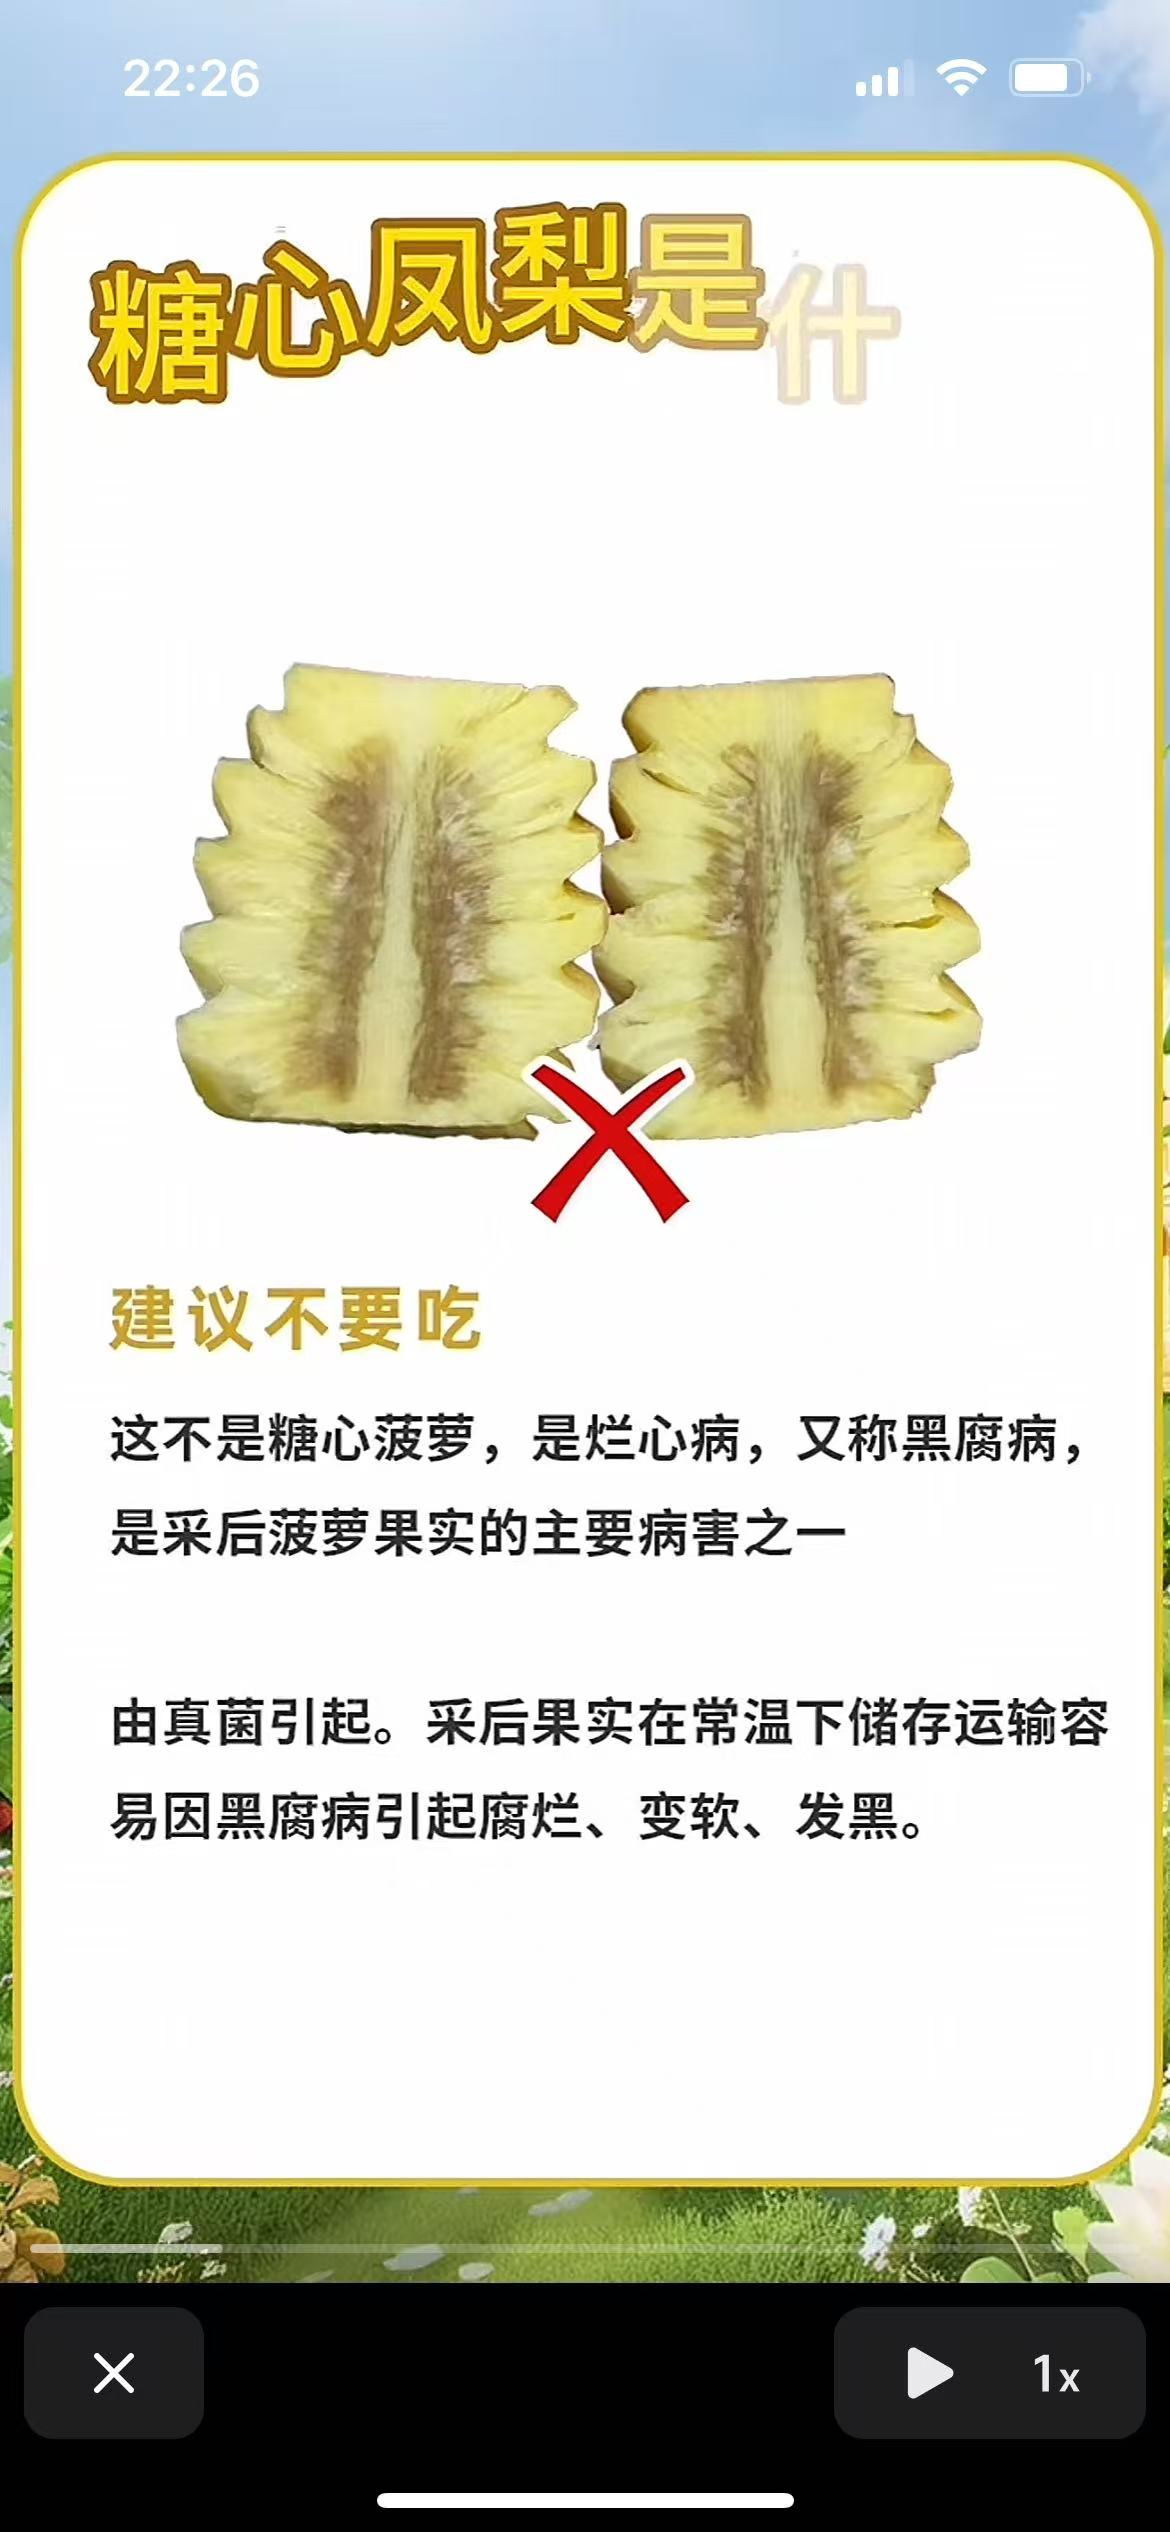 22:26
糖心凤梨是什
建议不要吃
这不是糖心菠萝，是烂心病，又称黑腐病，
是采后菠萝果实的主要病害之一
由真菌引起。采后果实在常温下储存运输容
易因黑腐病引起腐烂、变软、发黑。
1x